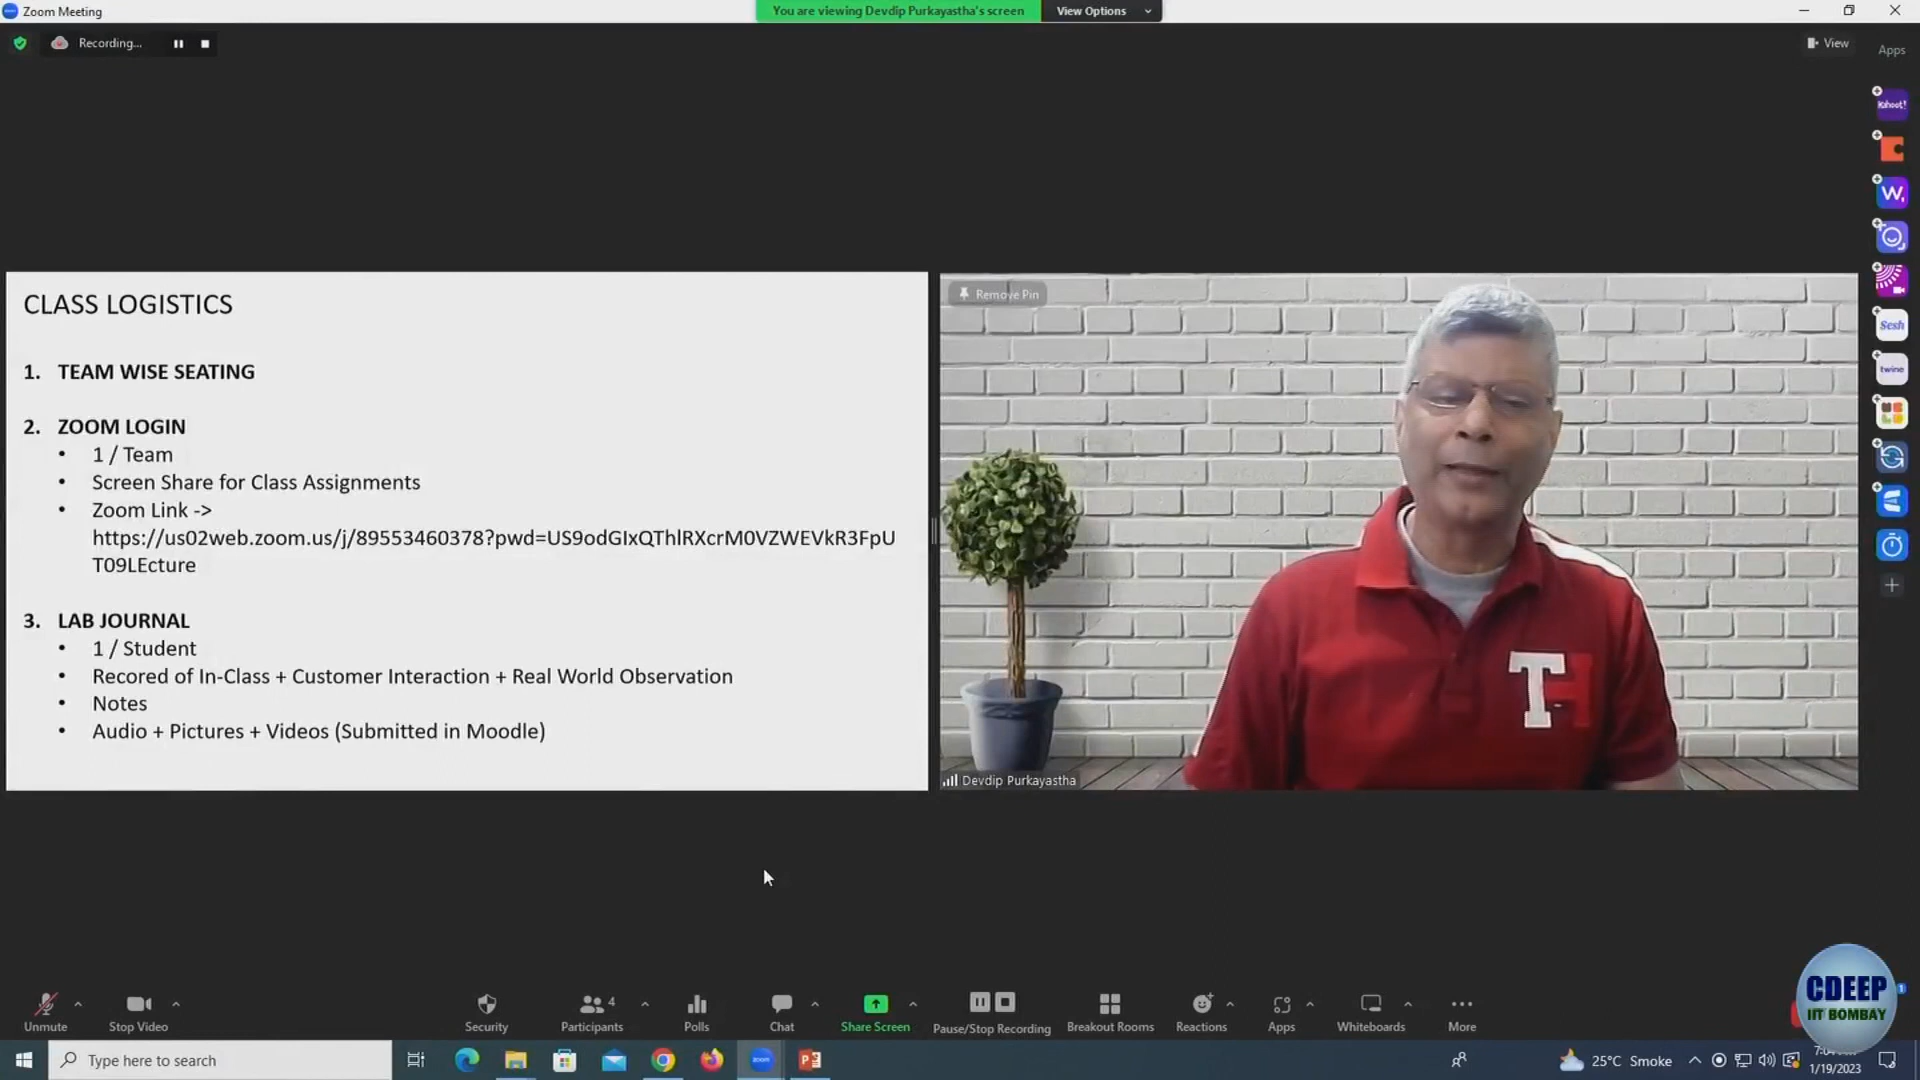 Zoom Meeting
You are viewing Devdip Purkayastha's screen
View Options
Recording...
View
Apps
Kahoot!
W,
Sesh
twine
CLASS LOGISTICS
1. TEAM WISE SEATING
2. ZOOM LOGIN
• 1 / Team
• Screen Share for Class Assignments
• Zoom Link ->
https://us02web.zoom.us/j/89553460378?pwd=US9odGIxQThlRXcrM0VZWEVkR3FpU
T09LEcture
3. LAB JOURNAL
• 1 / Student
• Recored of In-Class + Customer Interaction + Real World Observation
• Notes
• Audio + Pictures + Videos (Submitted in Moodle)
Remove Pin
TH
Devdip Purkayastha
Unmute
Stop Video
Security
Participants
4
Polls
Chat
Share Screen
Pause/Stop Recording
Breakout Rooms
Reactions
Apps
Whiteboards
More
CDEEP
IIT BOMBAY
Type here to search
zoom
25°C Smoke
1/19/2023